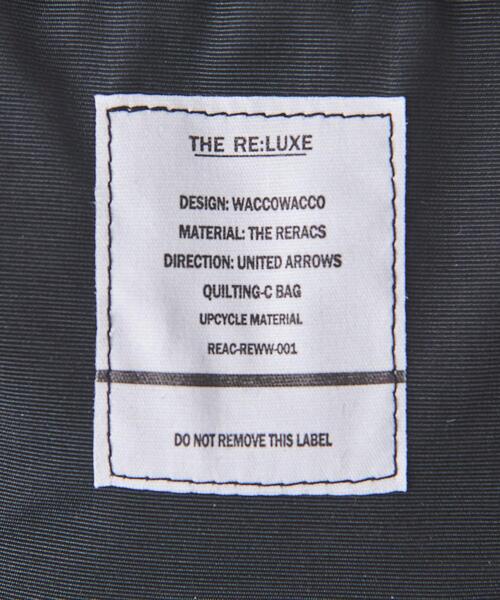 THE RE:LUXE
DESIGN: WACCOWACCO
MATERIAL: THE RERACS
DIRECTION: UNITED ARROWS
QUILTING-C BAG
UPCYCLE MATERIAL
REAC-REWW-001
DO NOT REMOVE THIS LABEL